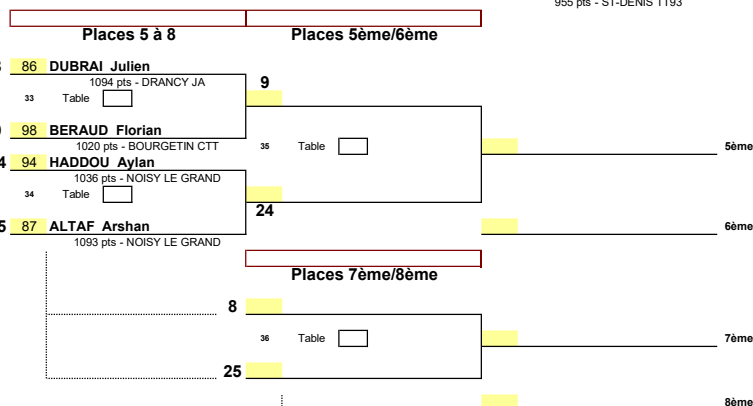 955 pts - ST-DENIS TT93
Places 5 à 8
Places 5ème/6ème
86 DUBRAI Julien
1094 pts - DRANCY JA
9
33 Table
98 BERAUD Florian
1020 pts - BOURGETIN CTT
35 Table
5ème
4 94 HADDOU Aylan
1036 pts - NOISY LE GRAND
34 Table
24
5 87 ALTAF Arshan
6ème
1093 pts - NOISY LE GRAND
Places 7ème/8ème
8
36 Table
7ème
25
8ème